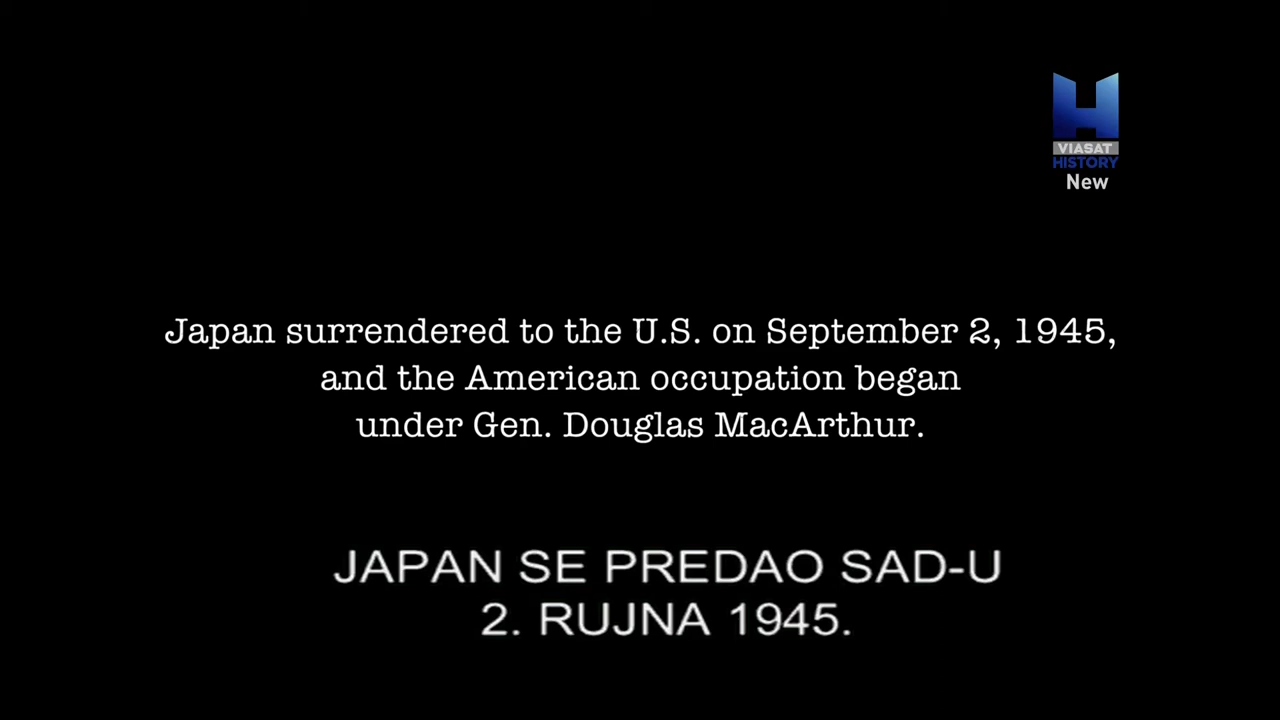 VIASAT
HISTORY
New
Japan surrendered to the U.S. on September 2, 1945,
and the American occupation began
under Gen. Douglas MacArthur.
JAPAN SE PREDAO SAD-U
2. RUJNA 1945.